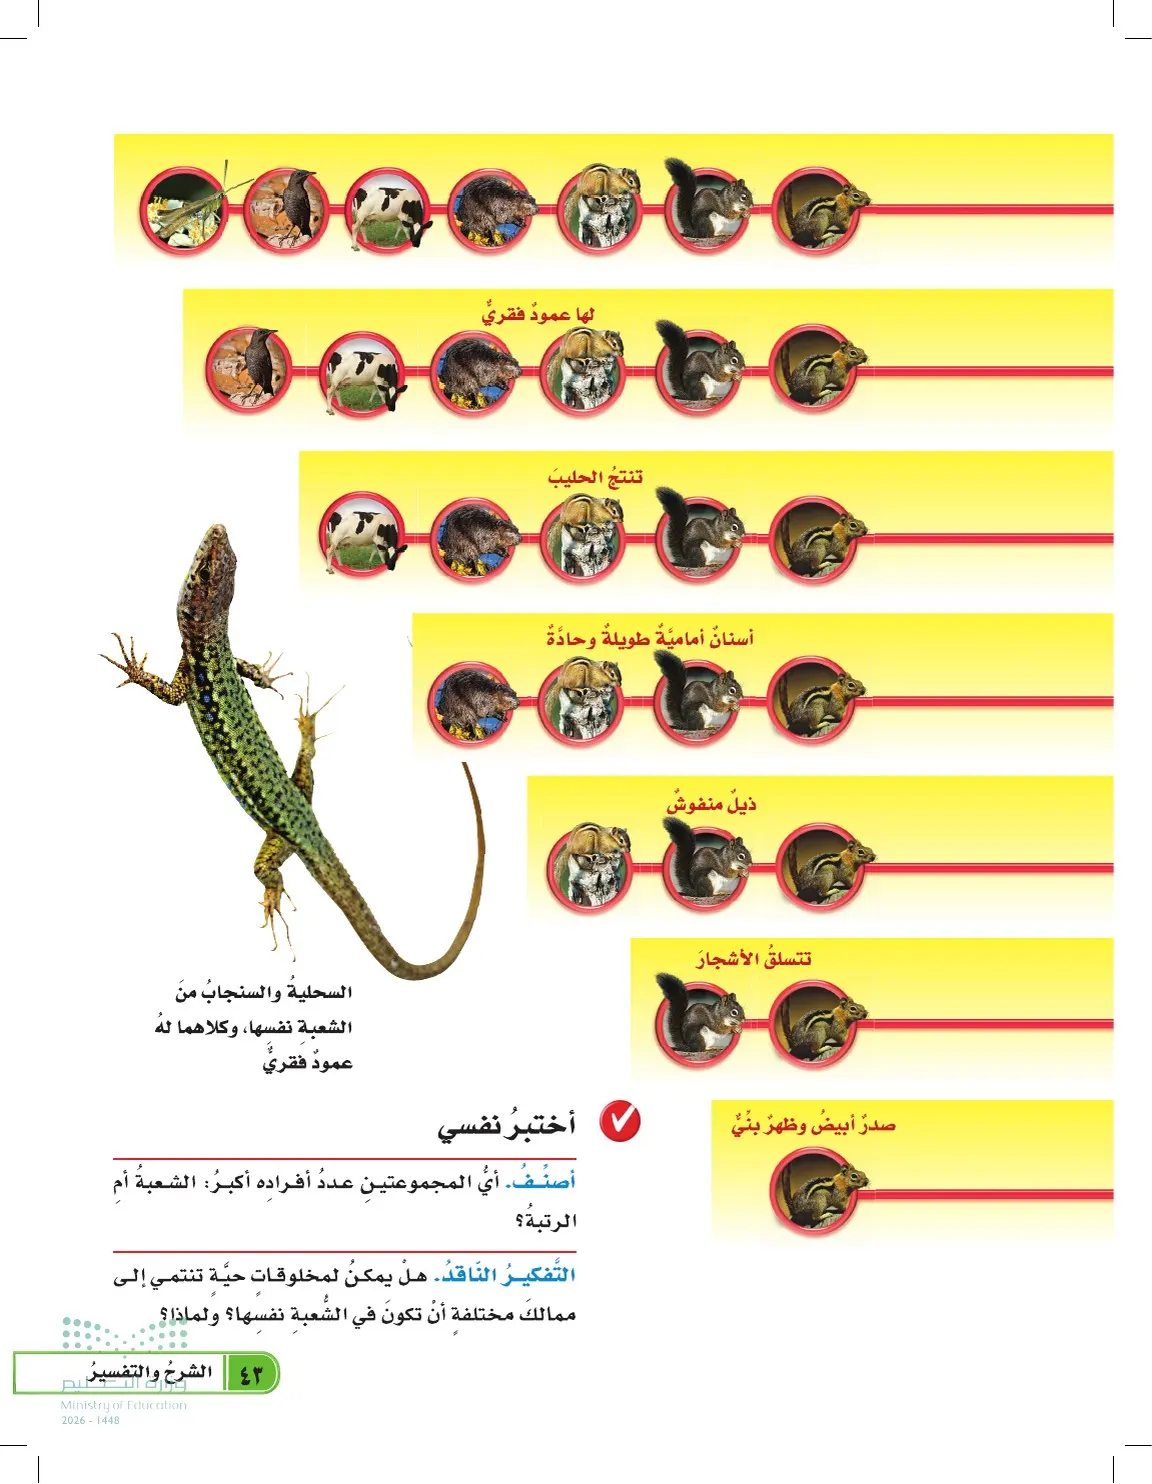 لها عمودٌ فقريٌّ
تنتجُ الحليبَ
أسنانٌ أماميَّةٌ طويلةٌ وحادَّةٌ
ذيلٌ منفوشٌ
تتسلقُ الأشجارَ
صدرٌ أبيضُ وظهرٌ بنِّيٌّ
السحليةُ والسنجابُ منَ
الشعبةِ نفسِها، وكلاهما لهُ
عمودٌ فقريٌّ
أختبرُ نفسي
أصنِّفُ. أيُّ المجموعتينِ عددُ أفرادِه أكبرُ: الشعبةُ أمِ
الرتبةُ؟
التَّفكيرُ النَّاقدُ. هلْ يمكنُ لمخلوقاتٍ حيَّةٍ تنتمي إلى
ممالكَ مختلفةٍ أنْ تكونَ في الشُّعبةِ نفسِها؟ ولماذا؟
الشرحُ والتفسيرُ ٤٣
وزارة التعليم
Ministry of Education
2026 - 1448